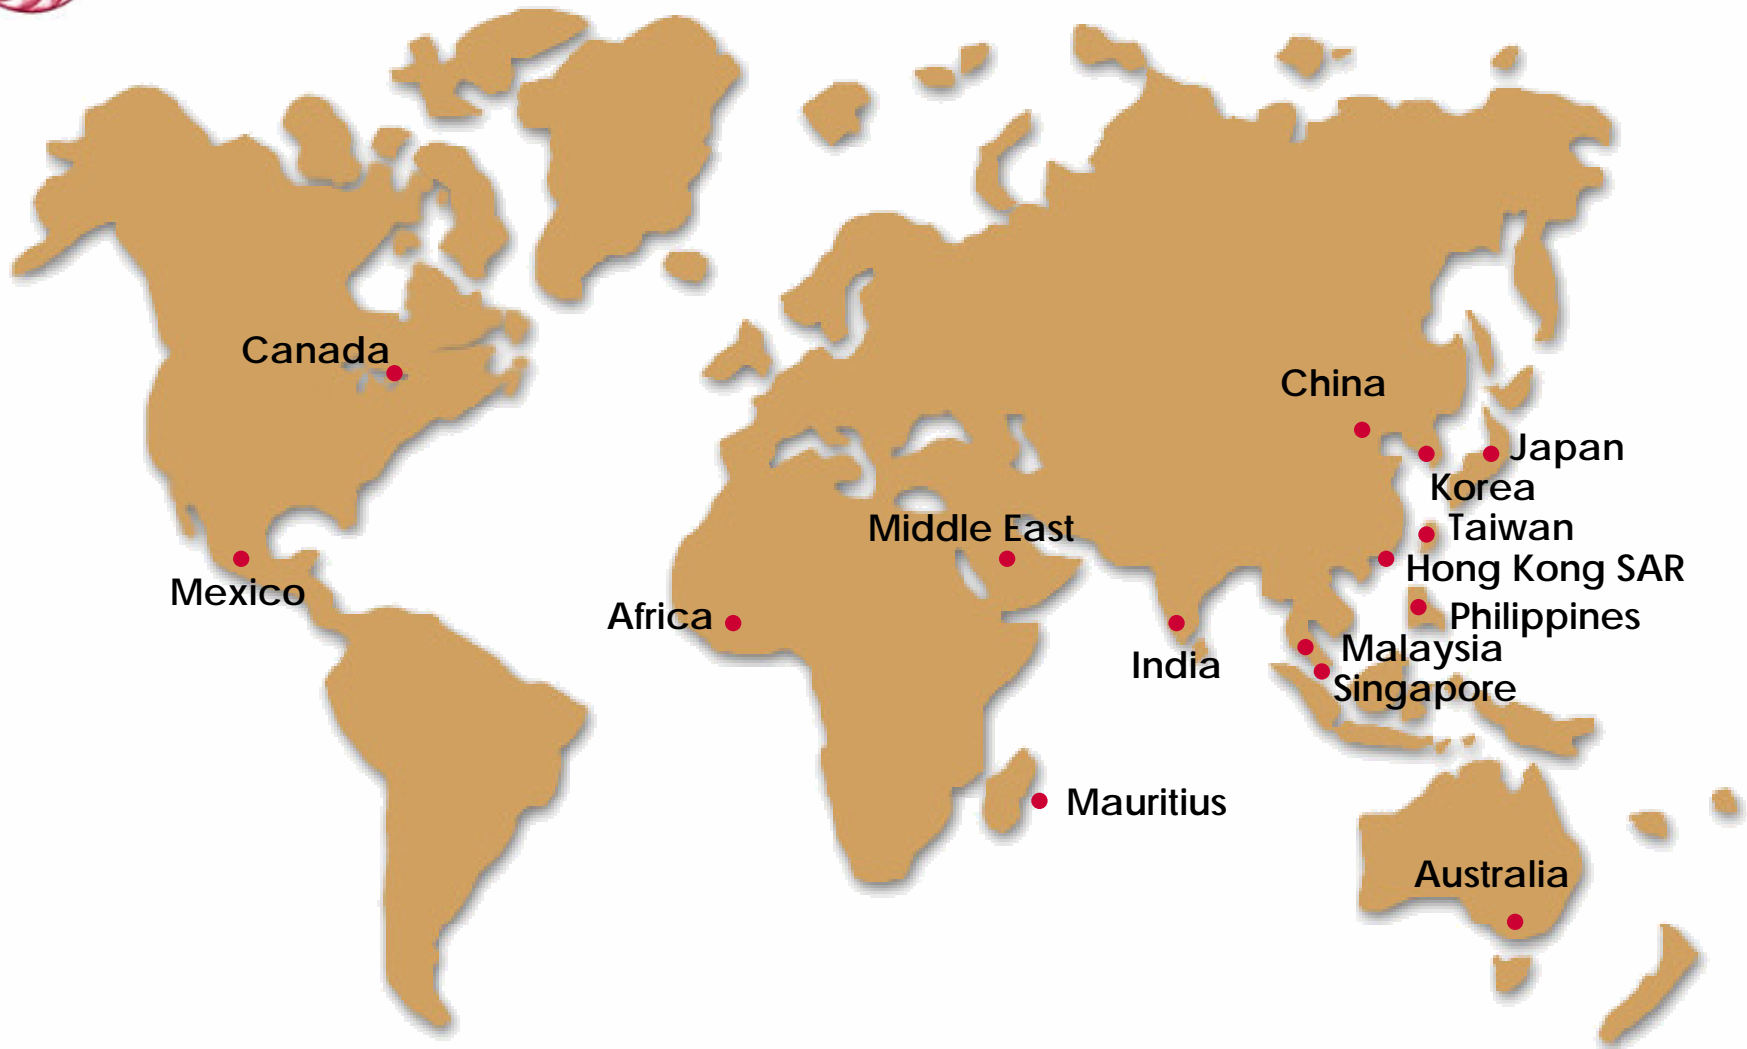 Canada
China
Japan
Korea
Middle East
Taiwan
Hong Kong SAR
Mexico
Africa
Philippines
Malaysia
India
Singapore
Mauritius
Australia